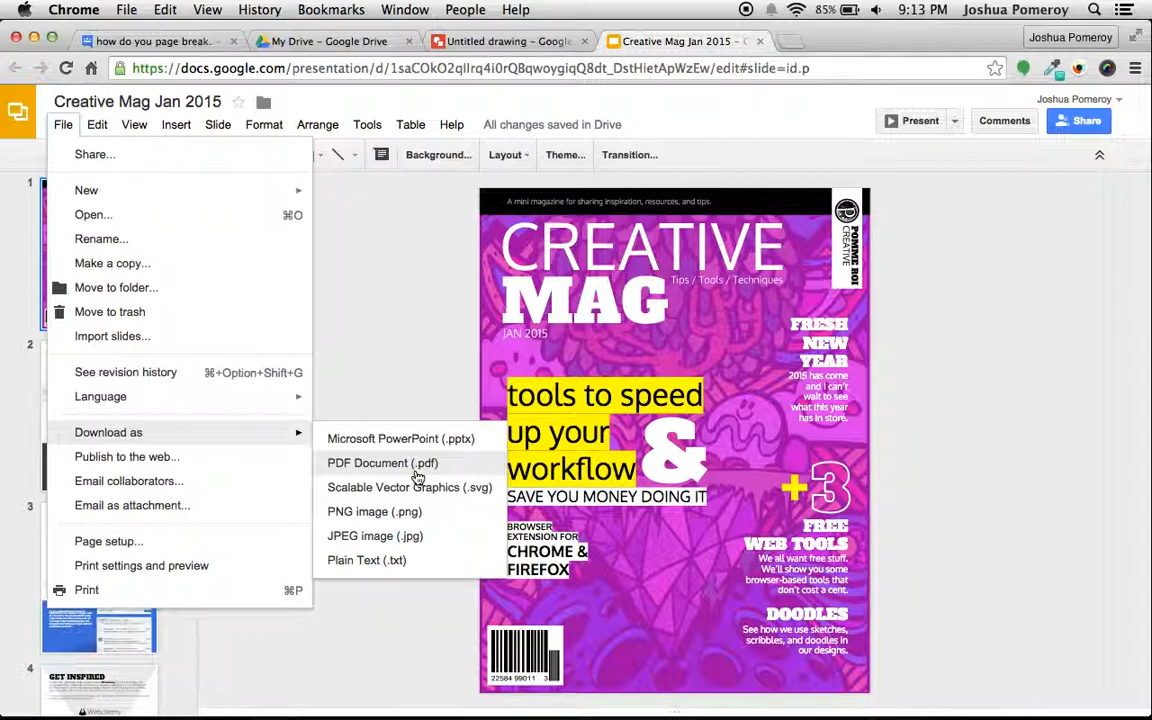 Chrome File Edit View History Bookmarks Window People Help 85% 9:13 PM Joshua Pomeroy
how do you page break. My Drive – Google Drive Untitled drawing – Google Creative Mag Jan 2015 – Joshua Pomeroy
https://docs.google.com/presentation/d/ /edit#slide=id.p
Creative Mag Jan 2015
Joshua Pomeroy
File Edit View Insert Slide Format Arrange Tools Table Help All changes saved in Drive
Present Comments Share
Background... Layout Theme... Transition...
Share...
New
Open... ⌘O
Rename...
Make a copy...
Move to folder...
Move to trash
Import slides...
See revision history ⌘+Option+Shift+G
Language
Download as
Publish to the web...
Email collaborators...
Email as attachment...
Page setup...
Print settings and preview
Print ⌘P
Microsoft PowerPoint (.pptx)
PDF Document (.pdf)
Scalable Vector Graphics (.svg)
PNG image (.png)
JPEG image (.jpg)
Plain Text (.txt)
1
2
3
4
GET INSPIRED
A mini magazine for sharing inspiration, resources, and tips.
POMME ROI
CREATIVE
CREATIVE
Tips / Tools / Techniques
MAG
JAN 2015
FRESH
NEW
YEAR
2015 has come
and I can't
wait to see
what this year
has in store.
tools to speed
up your
workflow
&
SAVE YOU MONEY DOING IT
BROWSER
EXTENSION FOR
CHROME &
FIREFOX
+3
FREE
WEB TOOLS
We all want free stuff.
We'll show you some
browser-based tools that
don't cost a cent.
DOODLES
See how we use sketches,
scribbles, and doodles in
our designs.
22584 99011 3